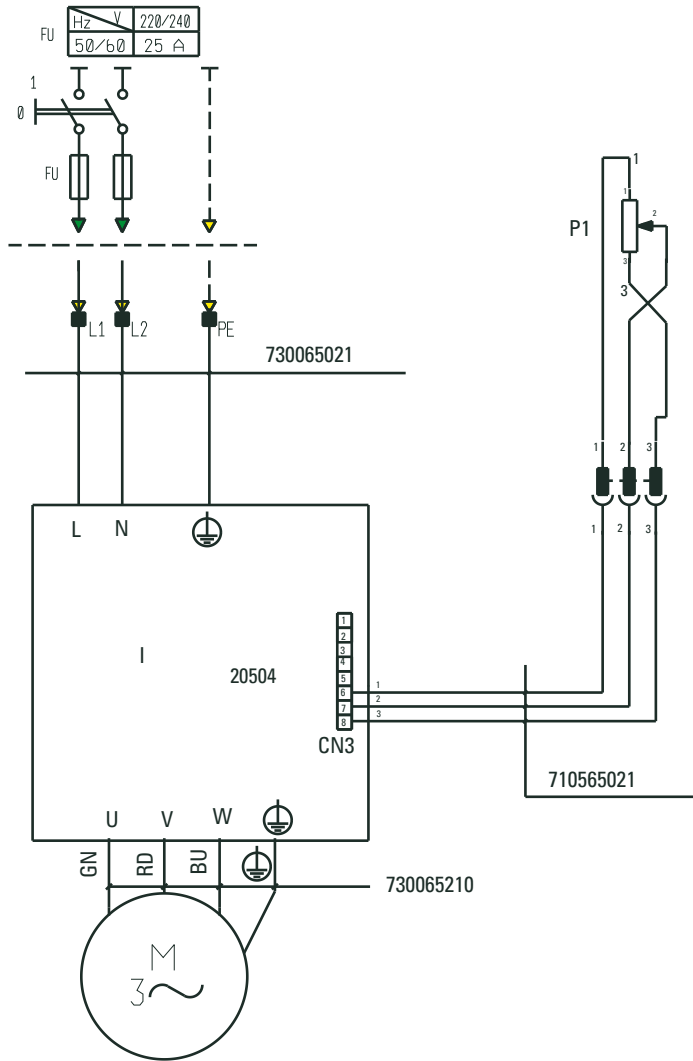 Hz V 220/240
FU 50/60 25 A
1
0
FU
L1 L2 PE
730065021
1
1
P1 2
3
3
1 2 3
1 2 3
L N
1
2
3
4
5
6 1
7 2
8 3
I
20504
CN3
710565021
U V W
GN RD BU
730065210
M
3